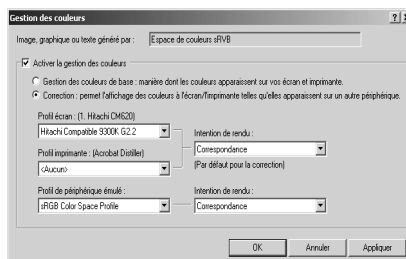 Gestion des couleurs
Image, graphique ou texte généré par : Espace de couleurs sRVB
Activer la gestion des couleurs
Gestion des couleurs de base : manière dont les couleurs apparaissent sur vos écran et imprimante.
Correction : permet l'affichage des couleurs à l'écran/l'imprimante telles qu'elles apparaissent sur un autre périphérique.
Profil écran : (1. Hitachi CM620)
Hitachi Compatible 9300K G2.2
Intention de rendu :
Correspondance
Profil imprimante : (Acrobat Distiller)
(Par défaut pour la correction)
<Aucun>
Profil de périphérique émulé : Intention de rendu :
sRGB Color Space Profile Correspondance
OK Annuler Appliquer